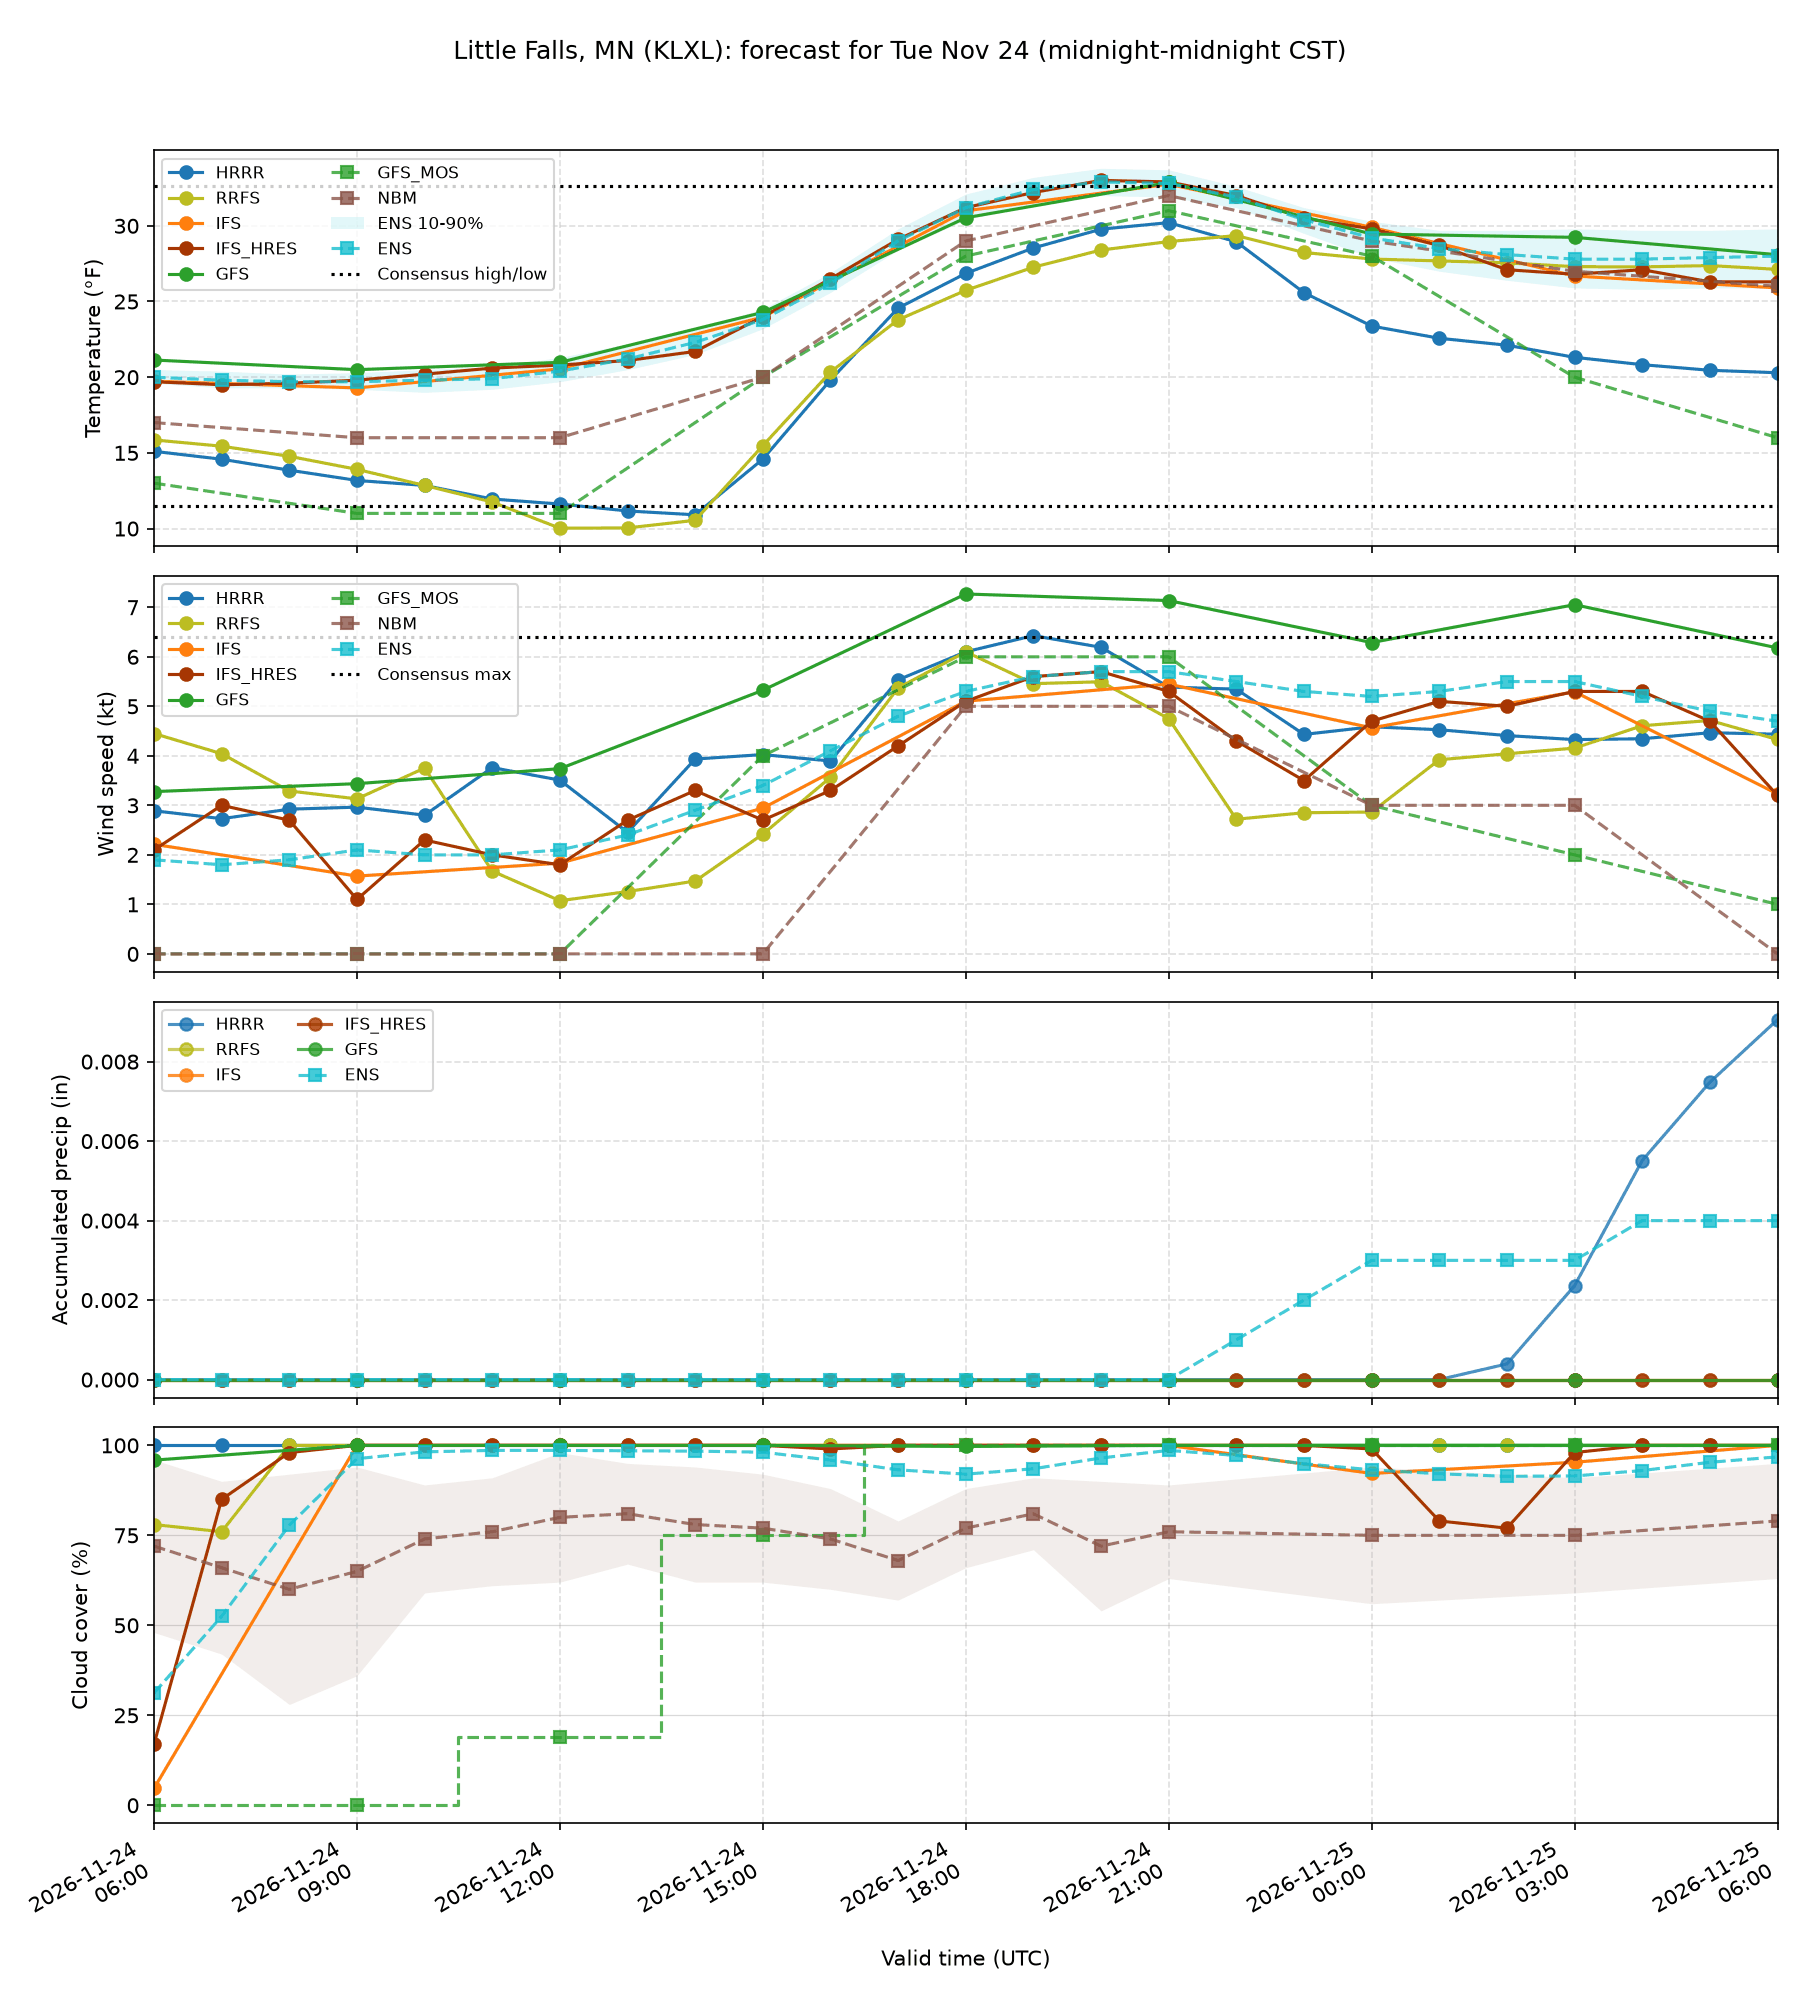 Little Falls, MN (KLXL): forecast for Tue Nov 24 (midnight-midnight CST)
Temperature (°F)
30
25
20
15
10
HRRR
RRFS
IFS
IFS_HRES
GFS
GFS_MOS
NBM
ENS 10-90%
ENS
Consensus high/low
Wind speed (kt)
7
6
5
4
3
2
1
0
HRRR
RRFS
IFS
IFS_HRES
GFS
GFS_MOS
NBM
ENS
Consensus max
Accumulated precip (in)
0.008
0.006
0.004
0.002
0.000
HRRR
RRFS
IFS
IFS_HRES
GFS
ENS
Cloud cover (%)
100
75
50
25
0
2026-11-24
06:00
2026-11-24
09:00
2026-11-24
12:00
2026-11-24
15:00
2026-11-24
18:00
2026-11-24
21:00
2026-11-25
00:00
2026-11-25
03:00
2026-11-25
06:00
Valid time (UTC)